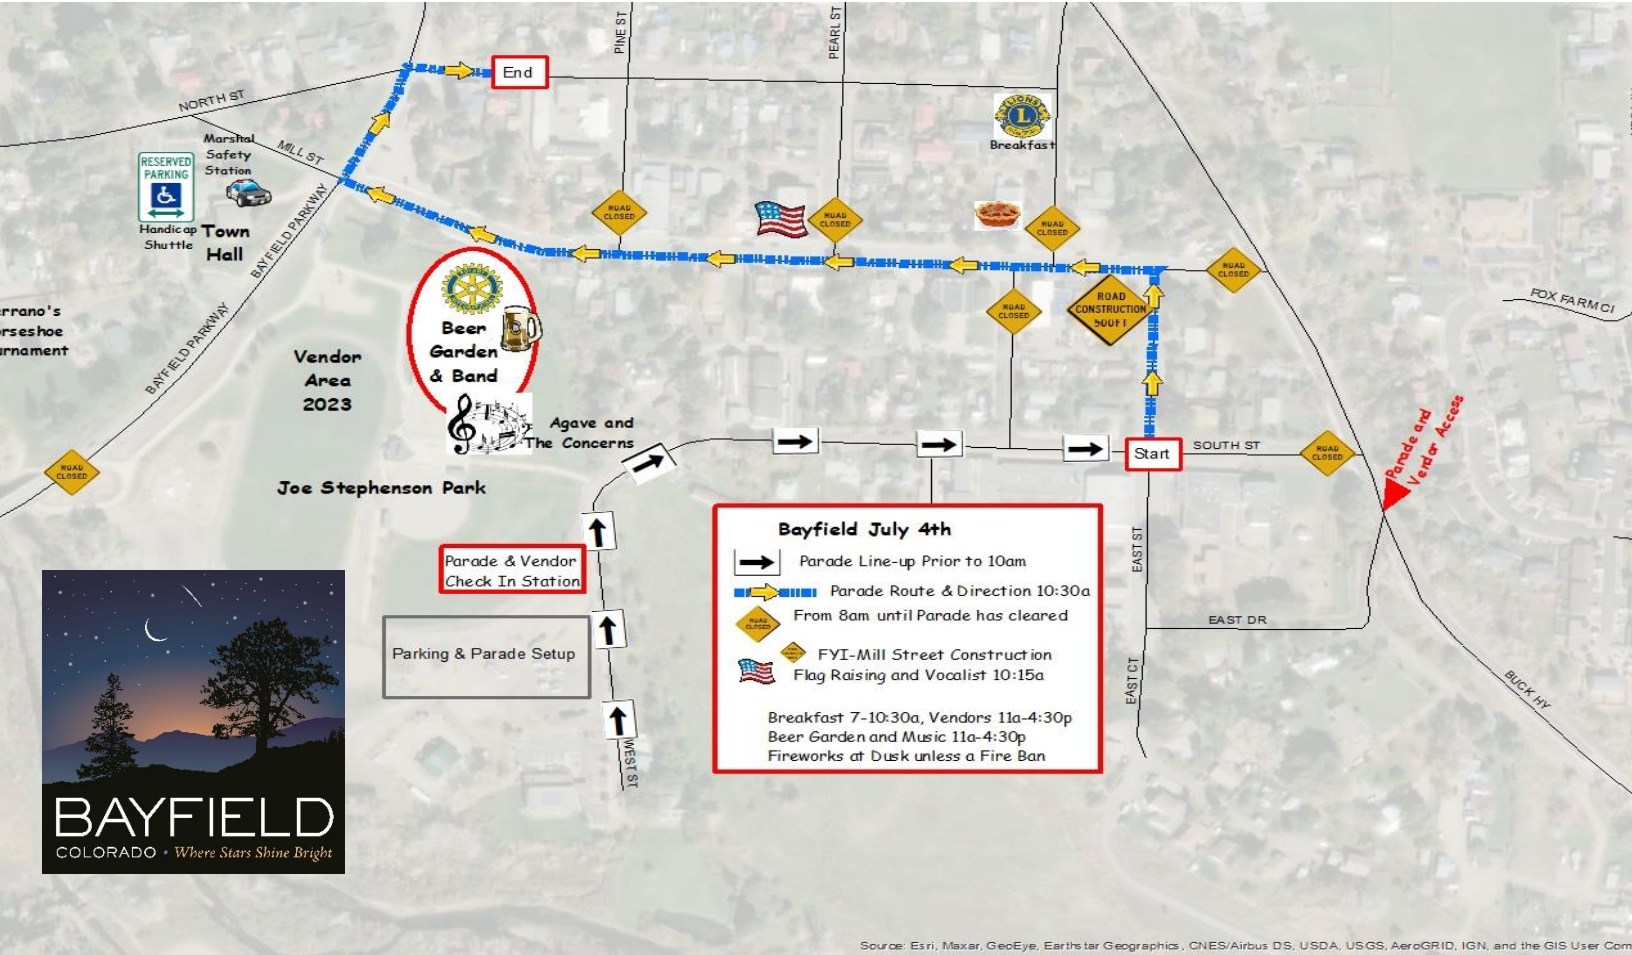 PINE ST
PEARL ST
End
NORTH ST
Marshal
Safety
Station
MILL ST
RESERVED
PARKING
Handicap
Shuttle
Town
Hall
BAYFIELD PARKWAY
LIONS
L
Breakfast
ROAD
CLOSED
ROAD
CLOSED
ROAD
CLOSED
ROAD
CLOSED
ROAD
CLOSED
ROAD
CONSTRUCTION
500FT
FOX FARM CI
errano's
orseshoe
urnament
BAYFIELD PARKWAY
Vendor
Area
2023
Beer
Garden
& Band
Agave and
The Concerns
Start
SOUTH ST
ROAD
CLOSED
Parade and
Vendor Access
ROAD
CLOSED
Joe Stephenson Park
Parade & Vendor
Check In Station
Parking & Parade Setup
WEST ST
Bayfield July 4th
Parade Line-up Prior to 10am
Parade Route & Direction 10:30a
ROAD
CLOSED
From 8am until Parade has cleared
FYI-Mill Street Construction
Flag Raising and Vocalist 10:15a
Breakfast 7-10:30a, Vendors 11a-4:30p
Beer Garden and Music 11a-4:30p
Fireworks at Dusk unless a Fire Ban
EAST ST
EAST DR
EAST CT
BUCK HY
BAYFIELD
COLORADO • Where Stars Shine Bright
Source: Esri, Maxar, GeoEye, Earthstar Geographics, CNES/Airbus DS, USDA, USGS, AeroGRID, IGN, and the GIS User Com